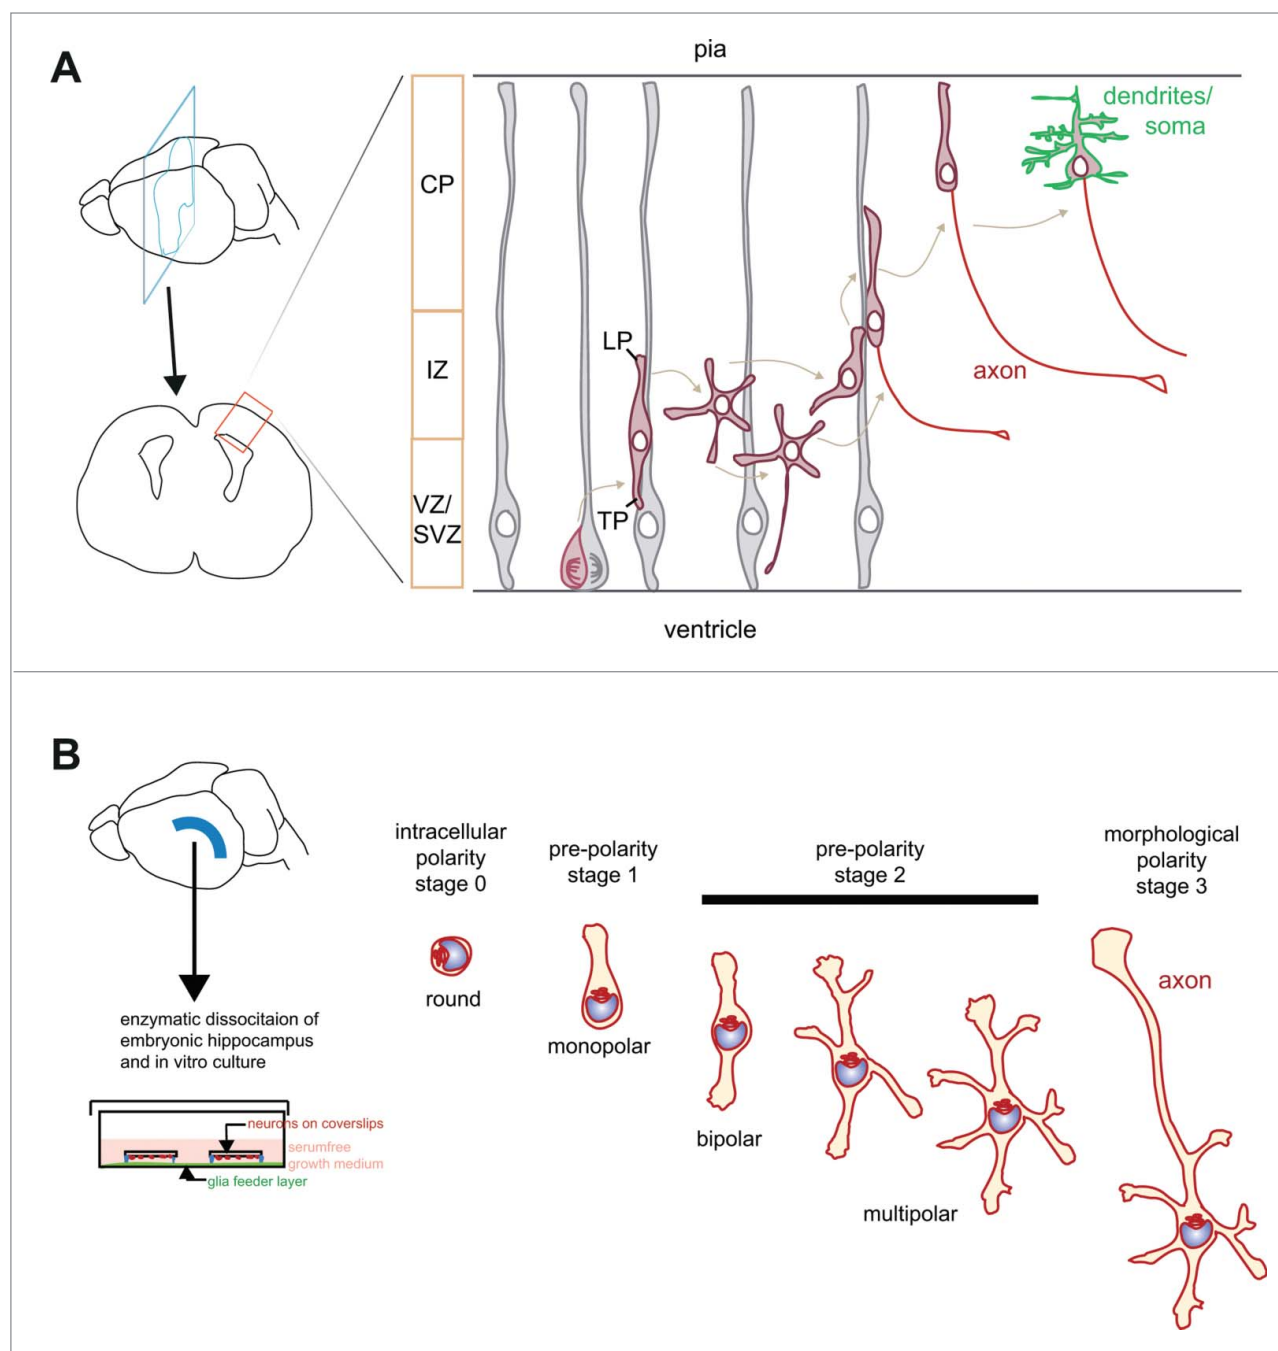 A
pia
CP
IZ
VZ/
SVZ
LP
TP
dendrites/
soma
axon
ventricle
B
enzymatic dissocitaion of
embryonic hippocampus
and in vitro culture
neurons on coverslips
serumfree
growth medium
glia feeder layer
intracellular
polarity
stage 0
round
pre-polarity
stage 1
monopolar
pre-polarity
stage 2
bipolar
multipolar
morphological
polarity
stage 3
axon